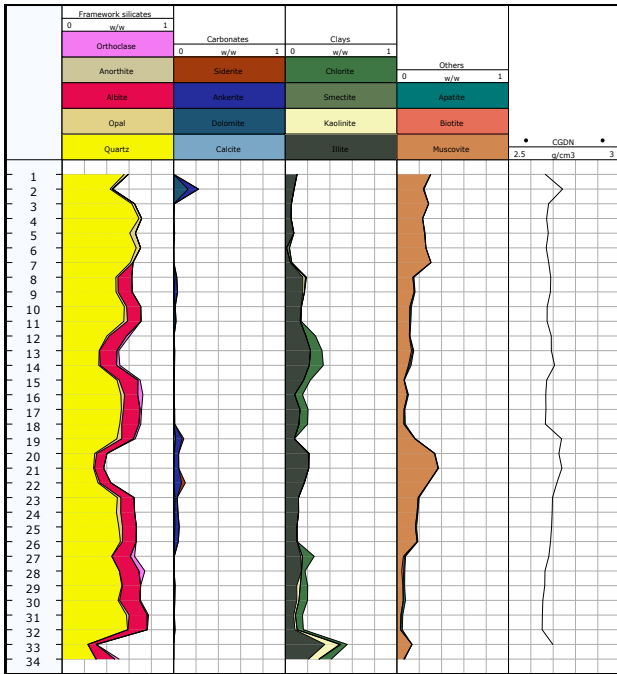 Framework silicates
0 w/w 1
Orthoclase
Anorthite
Albite
Opal
Quartz
Carbonates
0 w/w 1
Siderite
Ankerite
Dolomite
Calcite
Clays
0 w/w 1
Chlorite
Smectite
Kaolinite
Illite
Others
0 w/w 1
Apatite
Biotite
Muscovite
CGDN
2.5 g/cm3 3
1
2
3
4
5
6
7
8
9
10
11
12
13
14
15
16
17
18
19
20
21
22
23
24
25
26
27
28
29
30
31
32
33
34